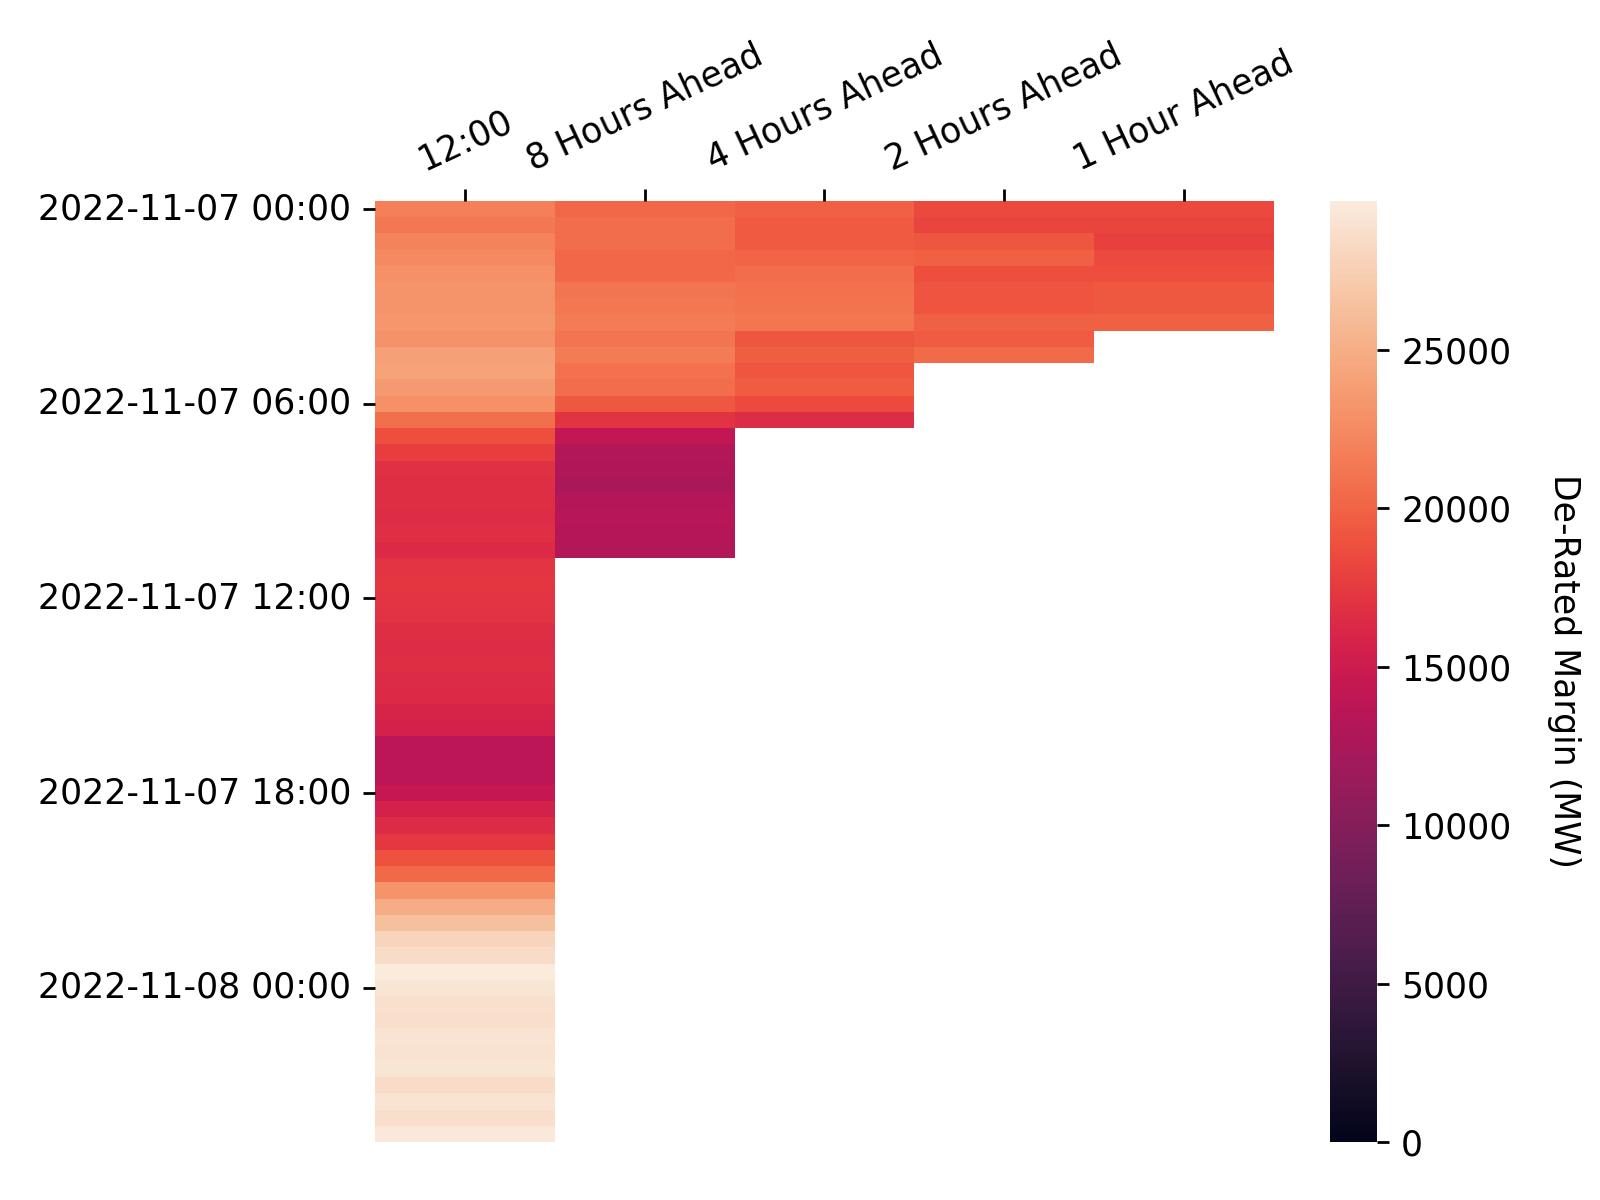 12:00
8 Hours Ahead
4 Hours Ahead
2 Hours Ahead
1 Hour Ahead
2022-11-07 00:00
2022-11-07 06:00
2022-11-07 12:00
2022-11-07 18:00
2022-11-08 00:00
25000
20000
15000
10000
5000
0
De-Rated Margin (MW)